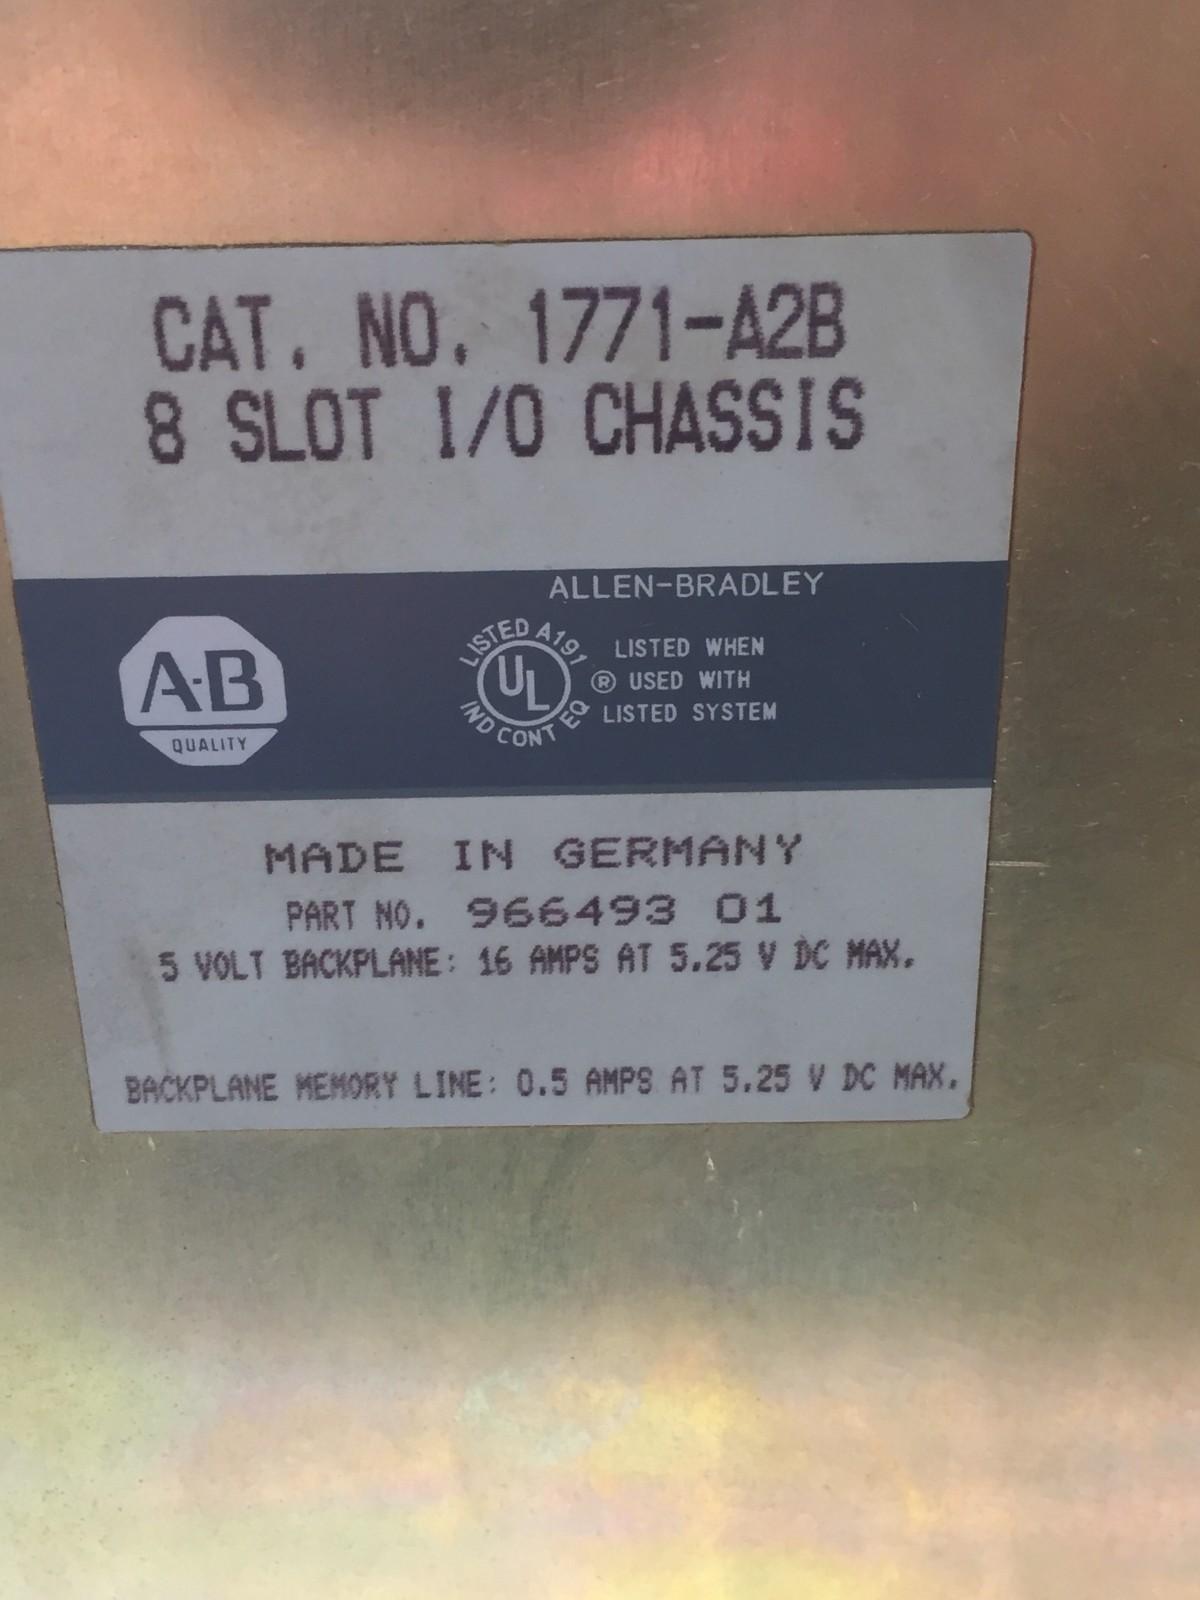 CAT. NO. 1771-A2B
8 SLOT I/O CHASSIS
ALLEN-BRADLEY
A-B
QUALITY
LISTED A191
UL
IND CONT EQ
®
LISTED WHEN
USED WITH
LISTED SYSTEM
MADE IN GERMANY
PART NO. 966493 01
5 VOLT BACKPLANE: 16 AMPS AT 5.25 V DC MAX.
BACKPLANE MEMORY LINE: 0.5 AMPS AT 5.25 V DC MAX.